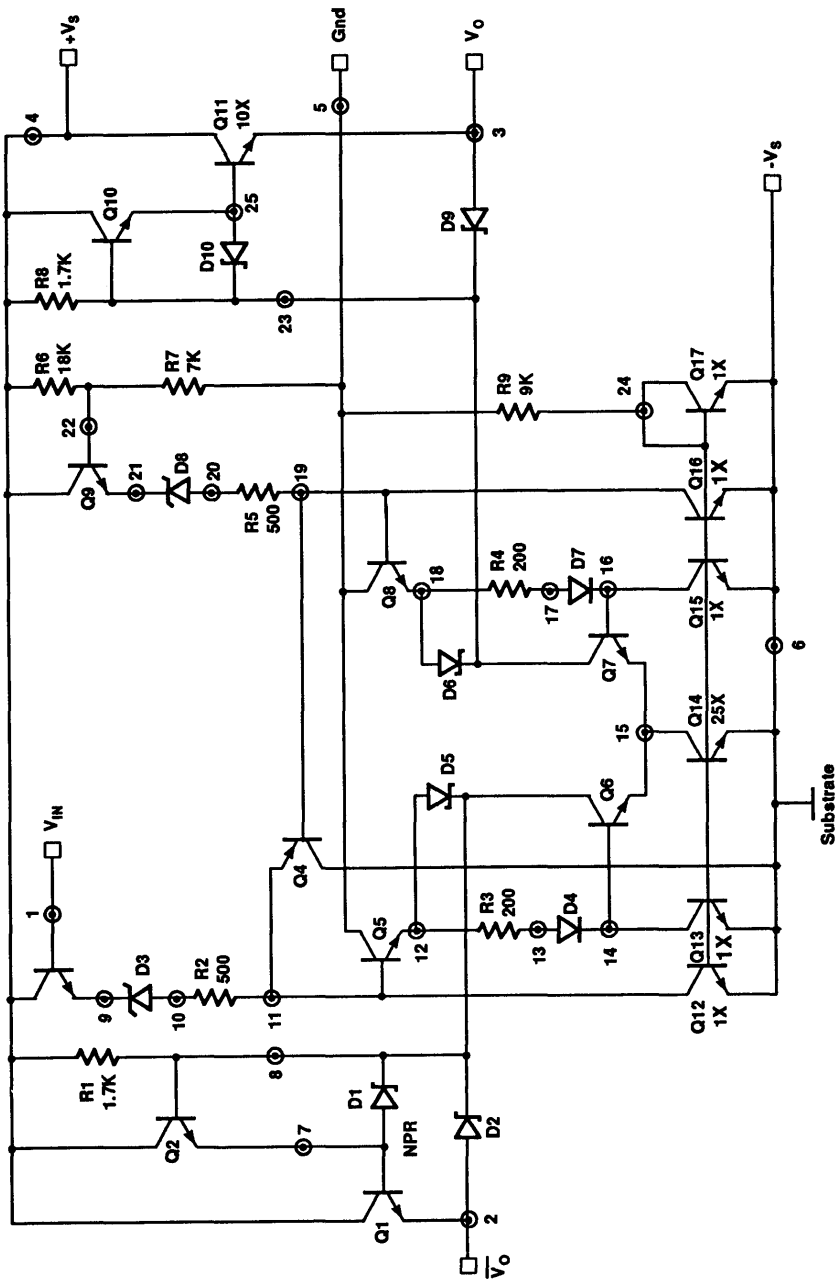 +Vs
4
R8
1.7K
Q10
Q11
10X
R6
18K
22
R7
7K
D10
25
23
Gnd
5
Q9
21
D8
20
R5
500
19
VIN
1
D3
9
10
R2
500
11
R1
1.7K
Q2
8
7
D1
NPR
Q1
2
D2
V̅O
Q4
Q5
12
D5
R3
200
13
D4
14
Q6
15
Q7
D6
Q8
18
R4
200
17
D7
16
R9
9K
24
D9
3
VO
Q12
1X
Q13
1X
Q14
25X
Q15
1X
Q16
1X
Q17
1X
6
-VS
Substrate